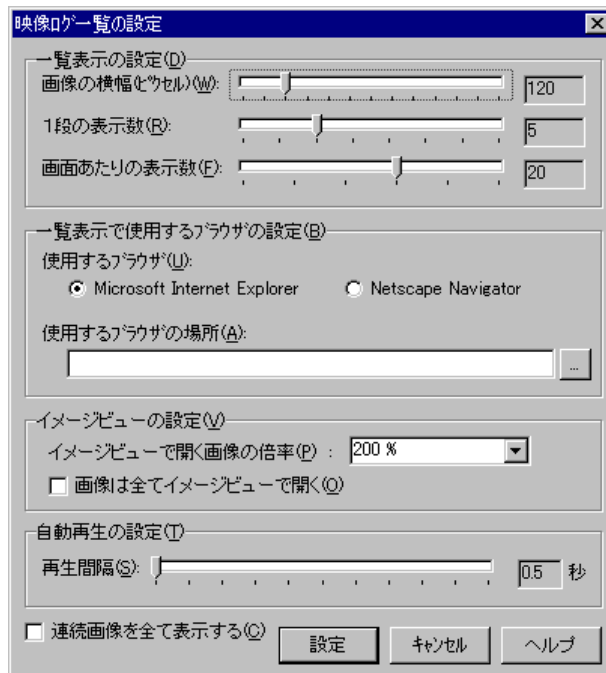 映像ログ一覧の設定
一覧表示の設定(D)
画像の横幅(ﾋﾟｸｾﾙ)(W):
120
1段の表示数(R):
5
画面あたりの表示数(F):
20
一覧表示で使用するﾌﾞﾗｳｻﾞの設定(B)
使用するﾌﾞﾗｳｻﾞ(U):
Microsoft Internet Explorer
Netscape Navigator
使用するﾌﾞﾗｳｻﾞの場所(A):
...
イメージビューの設定(V)
イメージビューで開く画像の倍率(P) :
200 %
画像は全てイメージビューで開く(O)
自動再生の設定(T)
再生間隔(S):
0.5 秒
連続画像を全て表示する(C)
設定
ｷｬﾝｾﾙ
ヘルプ